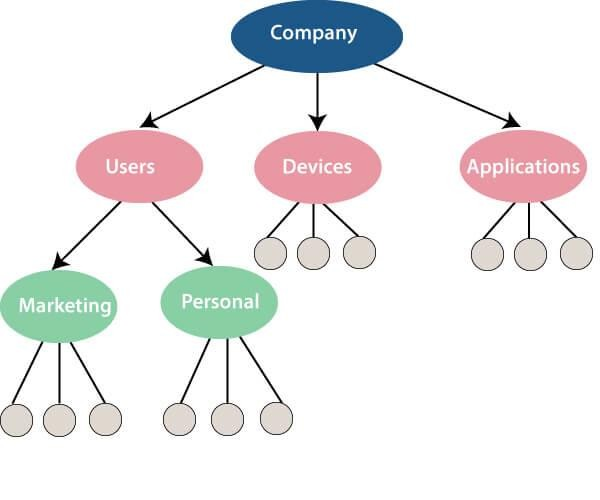 Company
Users
Devices
Applications
Marketing
Personal